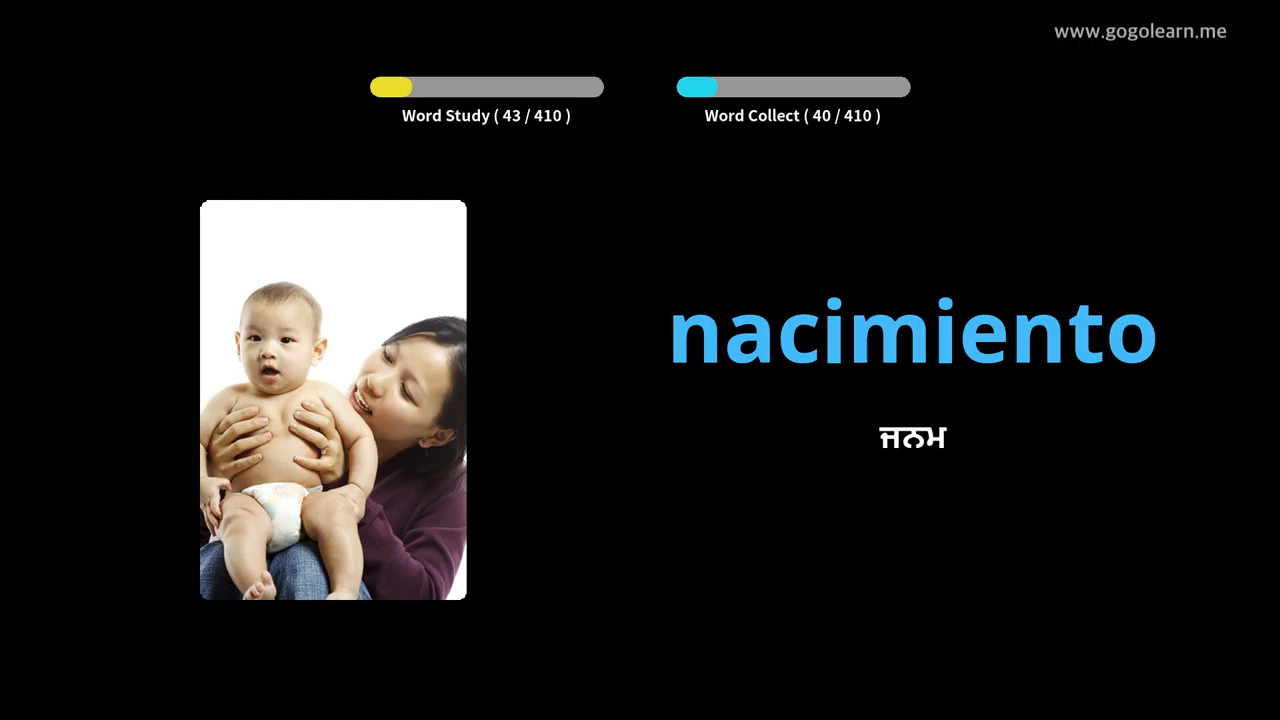 www.gogolearn.me
Word Study ( 43 / 410 )
Word Collect ( 40 / 410 )
nacimiento
ਜਨਮ